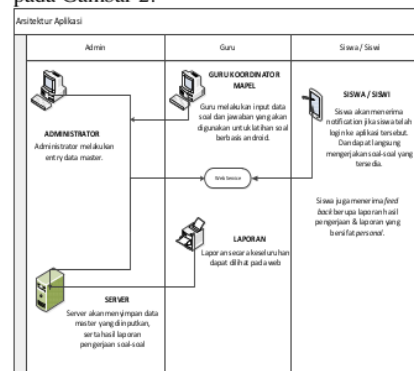 pada Gambar 2.
Arsitektur Aplikasi
Admin
Guru
Siswa/Siswi
ADMINISTRATOR
Administrator melakukan
entry data master.
GURU KOORDINATOR
MAPEL
Guru melakukan input data
soal dan jawaban yang akan
digunakan untuk latihan soal
berbasis android.
SISWA / SISWI
Siswa akan menerima
notification jika siswa telah
login ke aplikasi tersebut.
Dan dapat langsung
mengerjakan soal-soal yang
tersedia.
Web Service
Siswa juga menerima feed
back berupa laporan hasil
pengerjaan & laporan yang
bersifat personal.
LAPORAN
Laporan secara keseluruhan
dapat dilihat pada web
SERVER
Server akan menyimpan data
master yang diinputkan,
serta hasil laporan
pengerjaan soal-soal